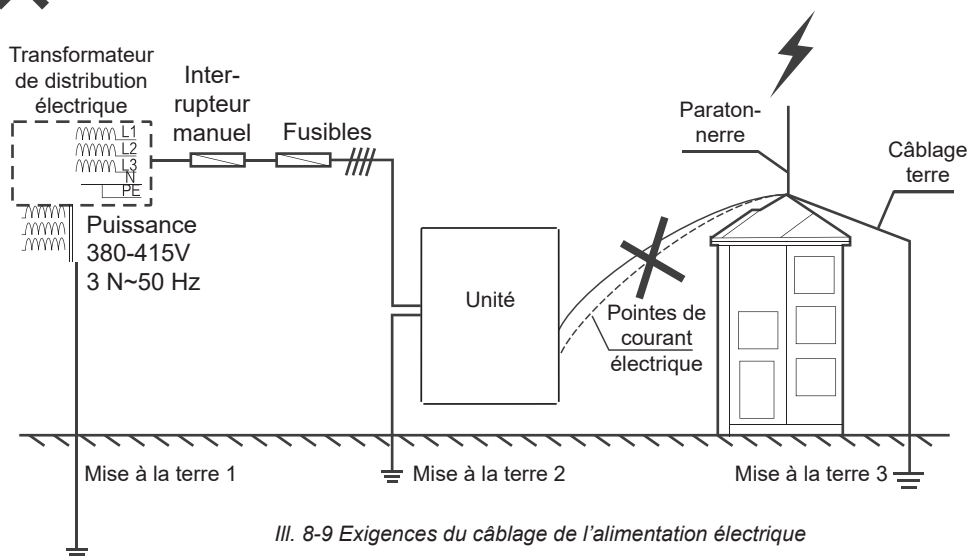 Transformateur
de distribution
électrique
Inter-
rupteur
manuel
Fusibles
L1
L2
L3
N
PE
Puissance
380-415V
3 N~50 Hz
Unité
Pointes de
courant
électrique
Paraton-
nerre
Câblage
terre
Mise à la terre 1
Mise à la terre 2
Mise à la terre 3
Ill. 8-9 Exigences du câblage de l’alimentation électrique